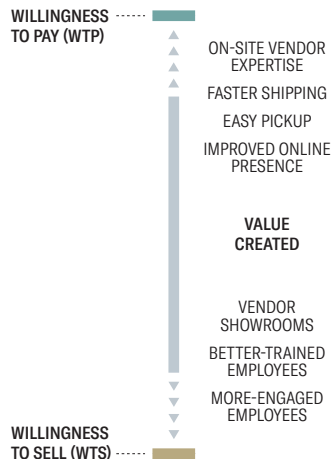 WILLINGNESS
TO PAY (WTP)
ON-SITE VENDOR
EXPERTISE
FASTER SHIPPING
EASY PICKUP
IMPROVED ONLINE
PRESENCE
VALUE
CREATED
VENDOR
SHOWROOMS
BETTER-TRAINED
EMPLOYEES
MORE-ENGAGED
EMPLOYEES
WILLINGNESS
TO SELL (WTS)